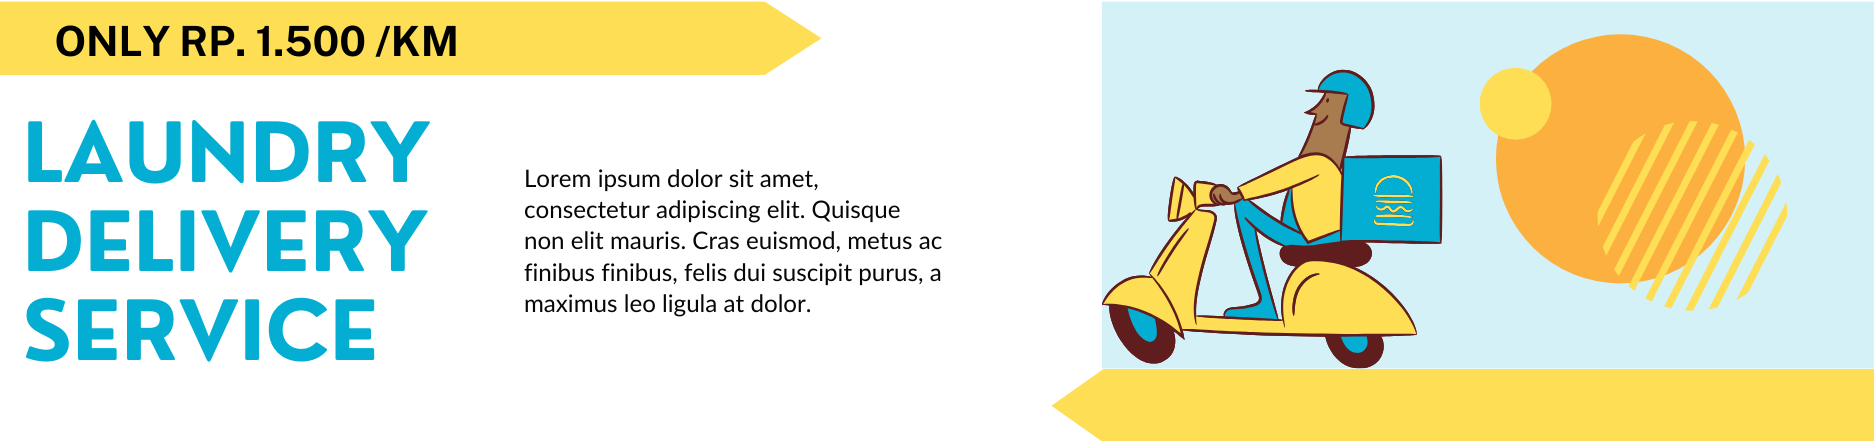 ONLY RP. 1.500 /KM
LAUNDRY
DELIVERY
SERVICE
Lorem ipsum dolor sit amet,
consectetur adipiscing elit. Quisque
non elit mauris. Cras euismod, metus ac
finibus finibus, felis dui suscipit purus, a
maximus leo ligula at dolor.